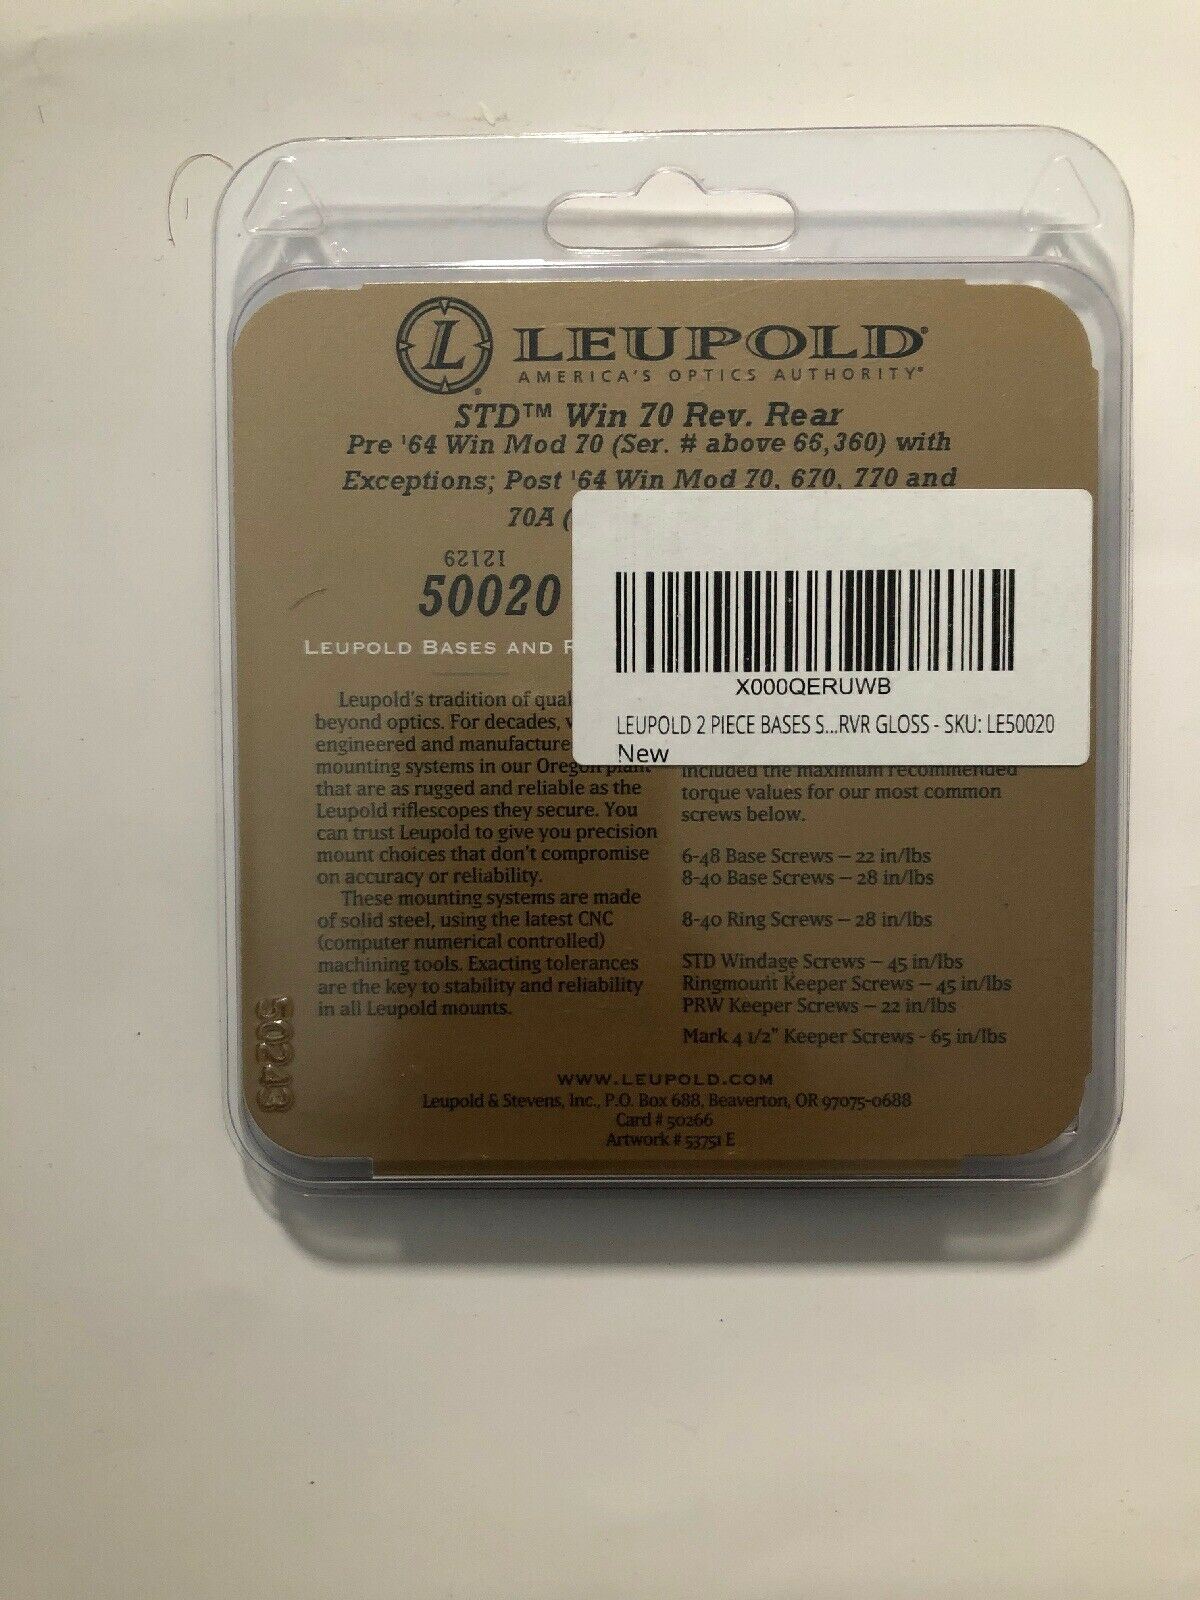 L
LEUPOLD®
AMERICA'S OPTICS AUTHORITY®
STD™ Win 70 Rev. Rear
Pre '64 Win Mod 70 (Ser. # above 66,360) with
Exceptions; Post '64 Win Mod 70, 670, 770 and
70A (
12129
50020
LEUPOLD BASES AND
X000QERUWB
LEUPOLD 2 PIECE BASES S...RVR GLOSS - SKU: LE50020
New
Leupold's tradition of
beyond optics. For decades,
engineered and
mounting systems in our Oregon plant
that are as rugged and reliable as the
Leupold riflescopes they secure. You
can trust Leupold to give you precision
mount choices that don't compromise
on accuracy or reliability.
These mounting systems are made
of solid steel, using the latest CNC
(computer numerical controlled)
machining tools. Exacting tolerances
are the key to stability and reliability
in all Leupold mounts.
included the maximum recommended
torque values for our most common
screws below.
6-48 Base Screws – 22 in/lbs
8-40 Base Screws – 28 in/lbs
8-40 Ring Screws – 28 in/lbs
STD Windage Screws – 45 in/lbs
Ringmount Keeper Screws – 45 in/lbs
PRW Keeper Screws – 22 in/lbs
Mark 4 1/2" Keeper Screws - 65 in/lbs
50243
WWW.LEUPOLD.COM
Leupold & Stevens, Inc., P.O. Box 688, Beaverton, OR 97075-0688
Card # 50266
Artwork # 53751 E